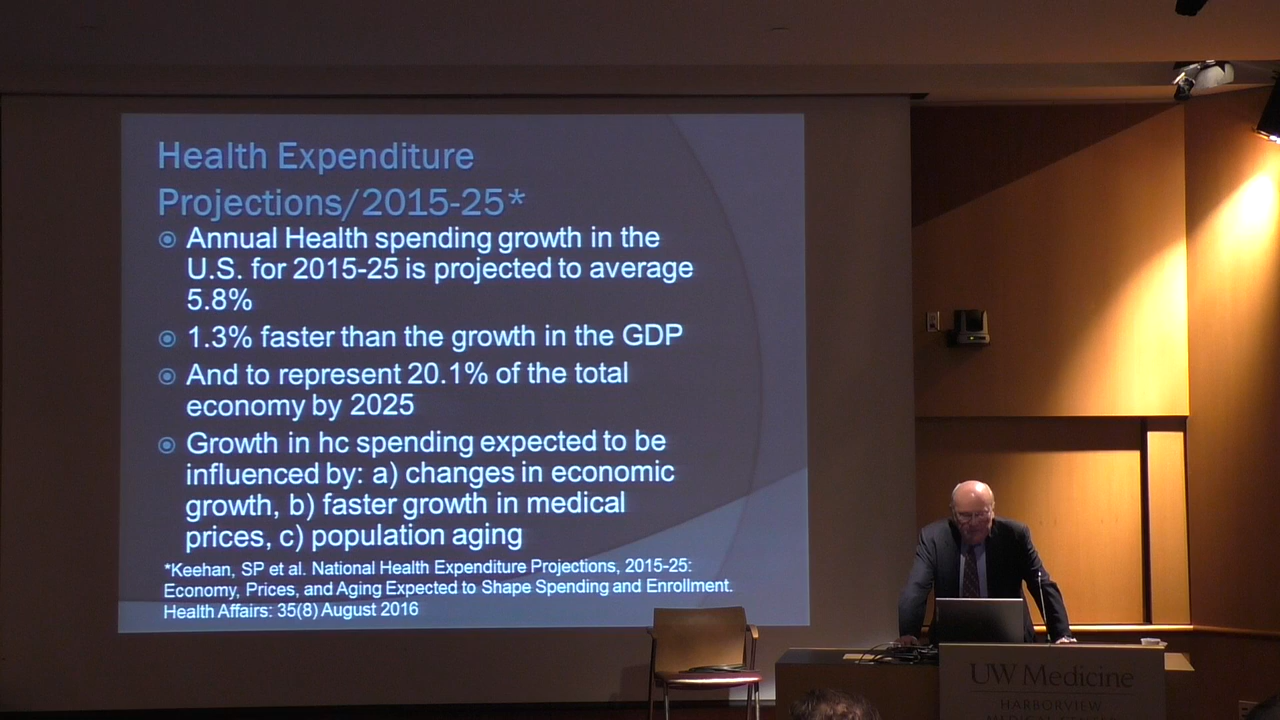 Health Expenditure
Projections/2015-25*
Annual Health spending growth in the
U.S. for 2015-25 is projected to average
5.8%
1.3% faster than the growth in the GDP
And to represent 20.1% of the total
economy by 2025
Growth in hc spending expected to be
influenced by: a) changes in economic
growth, b) faster growth in medical
prices, c) population aging
*Keehan, SP et al. National Health Expenditure Projections, 2015-25:
Economy, Prices, and Aging Expected to Shape Spending and Enrollment.
Health Affairs: 35(8) August 2016
UW Medicine
HARBORVIEW